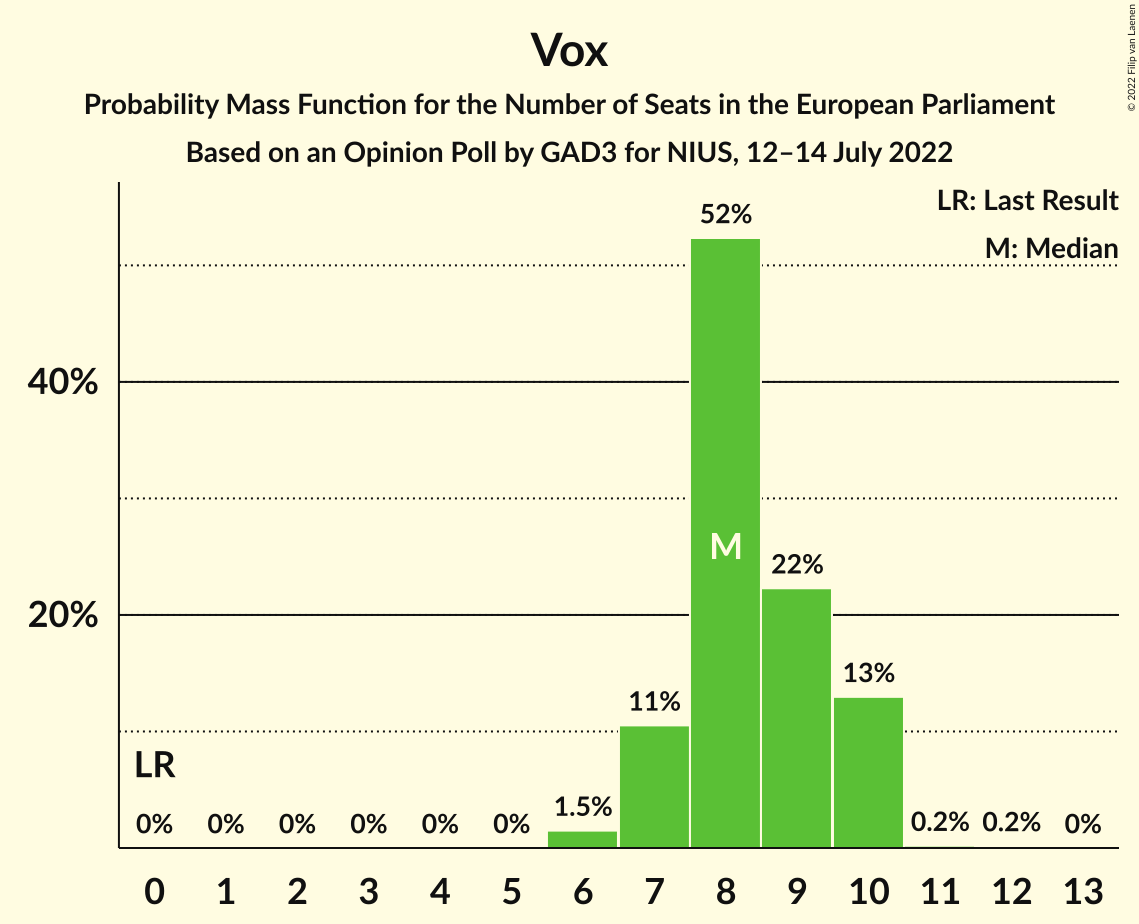 Vox
Probability Mass Function for the Number of Seats in the European Parliament
Based on an Opinion Poll by GAD3 for NIUS, 12–14 July 2022
© 2022 Filip van Laenen
LR: Last Result
M: Median
52%
40%
M
22%
20%
13%
11%
LR
1.5%
0% 0% 0% 0% 0% 0% 0.2% 0.2% 0%
0 1 2 3 4 5 6 7 8 9 10 11 12 13